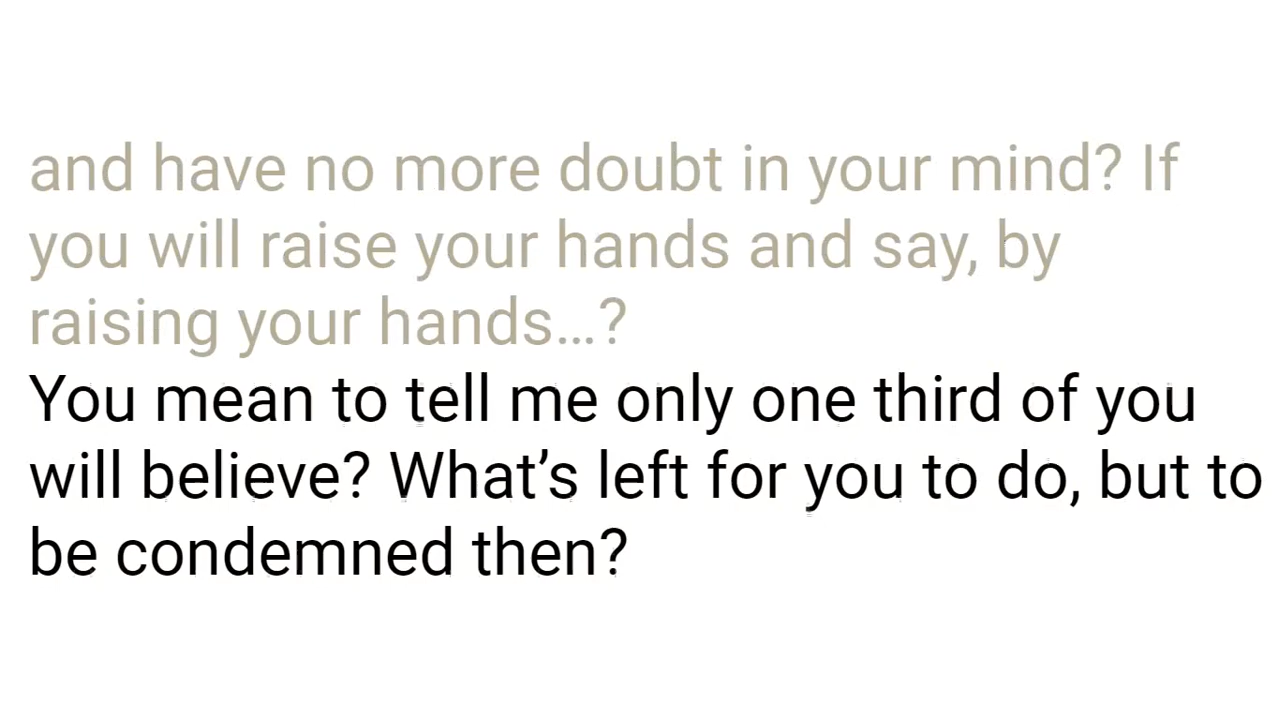 and have no more doubt in your mind? If
you will raise your hands and say, by
raising your hands...?
You mean to tell me only one third of you
will believe? What’s left for you to do, but to
be condemned then?